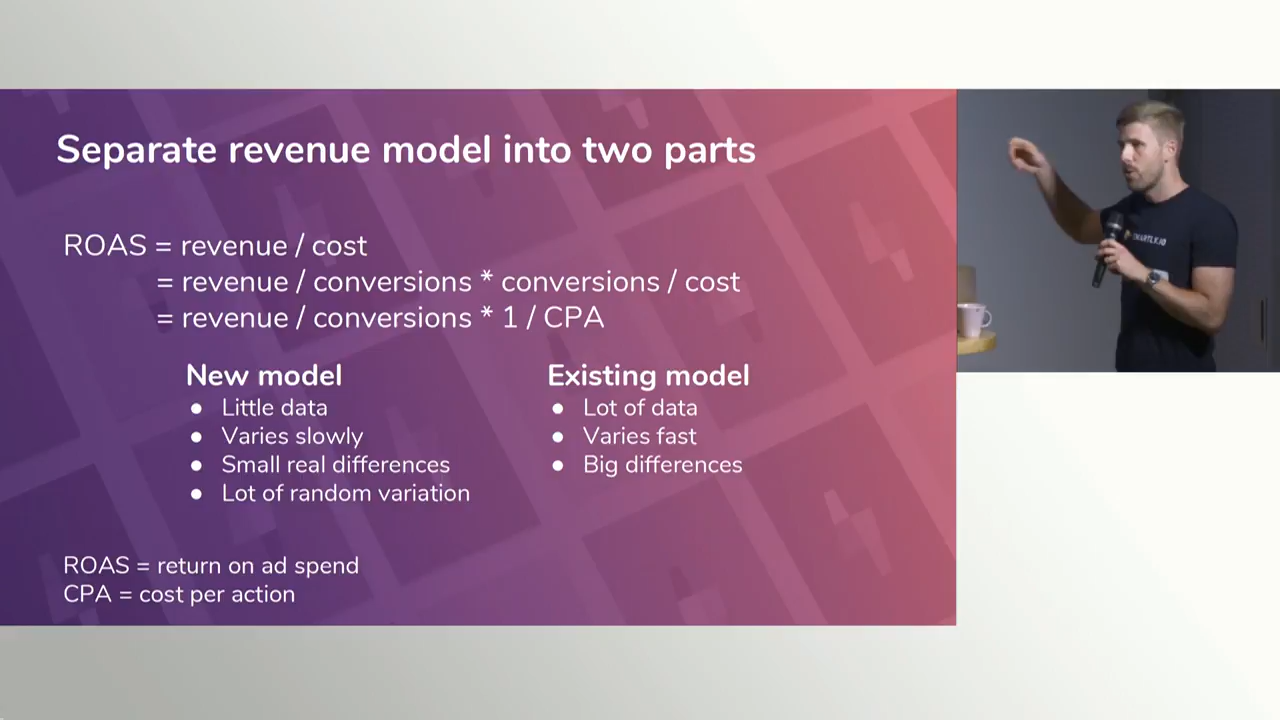 Separate revenue model into two parts
ROAS = revenue / cost
= revenue / conversions * conversions / cost
= revenue / conversions * 1 / CPA
New model
● Little data
● Varies slowly
● Small real differences
● Lot of random variation
Existing model
● Lot of data
● Varies fast
● Big differences
ROAS = return on ad spend
CPA = cost per action